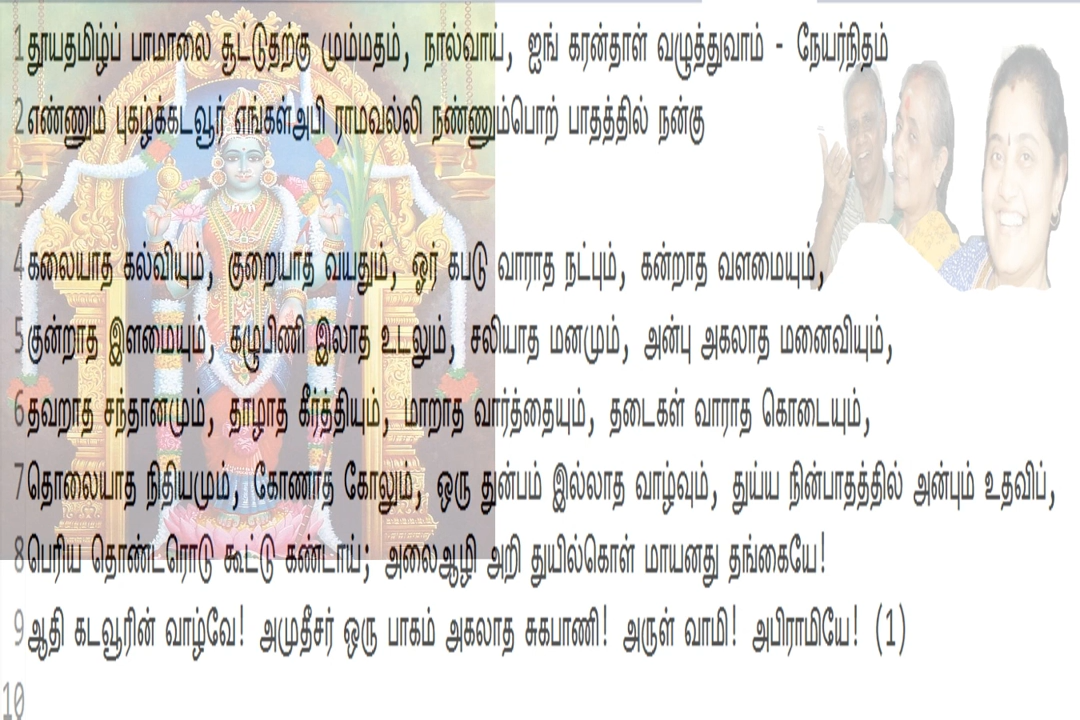 1 தூயதமிழ்ப் பாமாலை சூட்டுதற்கு மும்மதம், நால்வாய், ஐங் கரன்தாள் வழுத்துவாம் - நேயர்நிதம்
2 எண்ணும் புகழ்க்கடவூர் எங்கள்அபி ராமவல்லி நண்ணும்பொற் பாதத்தில் நன்கு
3
4 கலையாத கல்வியும், குறையாத வயதும், ஓர் கபடு வாராத நட்பும், கன்றாத வளமையும்,
5 குன்றாத இளமையும், கழுபிணி இலாத உடலும், சலியாத மனமும், அன்பு அகலாத மனைவியும்,
6 தவறாத சந்தானமும், தாழாத கீர்த்தியும், மாறாத வார்த்தையும், தடைகள் வாராத கொடையும்,
7 தொலையாத நிதியமும், கோணாத கோலும், ஒரு துன்பம் இல்லாத வாழ்வும், துய்ய நின்பாதத்தில் அன்பும் உதவிப்,
8 பெரிய தொண்டரொடு கூட்டு கண்டாய்; அலைஆழி அறி துயில்கொள் மாயனது தங்கையே!
9 ஆதி கடவூரின் வாழ்வே! அமுதீசர் ஒரு பாகம் அகலாத சுகபாணி! அருள் வாமி! அபிராமியே! (1)
10